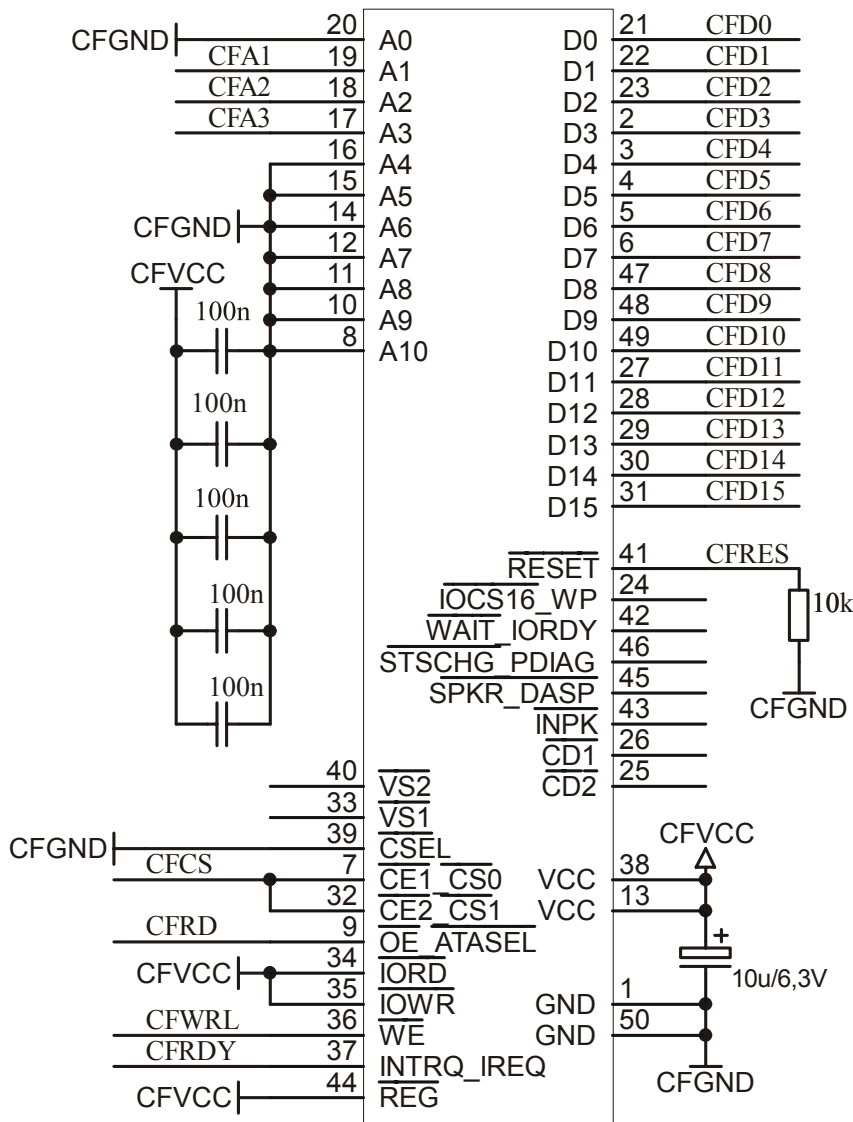 CFGND 20 A0 D0 21 CFD0
CFA1 19 A1 D1 22 CFD1
CFA2 18 A2 D2 23 CFD2
CFA3 17 A3 D3 2 CFD3
16 A4 D4 3 CFD4
15 A5 D5 4 CFD5
CFGND 14 A6 D6 5 CFD6
12 A7 D7 6 CFD7
CFVCC 11 A8 D8 47 CFD8
100n 10 A9 D9 48 CFD9
8 A10 D10 49 CFD10
D11 27 CFD11
100n D12 28 CFD12
D13 29 CFD13
D14 30 CFD14
100n D15 31 CFD15
RESET 41 CFRES
100n IOCS16_WP 24 10k
WAIT_IORDY 42
STSCHG_PDIAG 46
100n SPKR_DASP 45
INPK 43 CFGND
CD1 26
40 VS2 CD2 25
33 VS1
CFGND 39 CSEL CFVCC
CFCS 7 CE1_CS0 VCC 38
32 CE2_CS1 VCC 13
CFRD 9 OE_ATASEL +
CFVCC 34 IORD 10u/6,3V
35 IOWR GND 1
CFWRL 36 WE GND 50
CFRDY 37 INTRQ_IREQ
CFVCC 44 REG CFGND